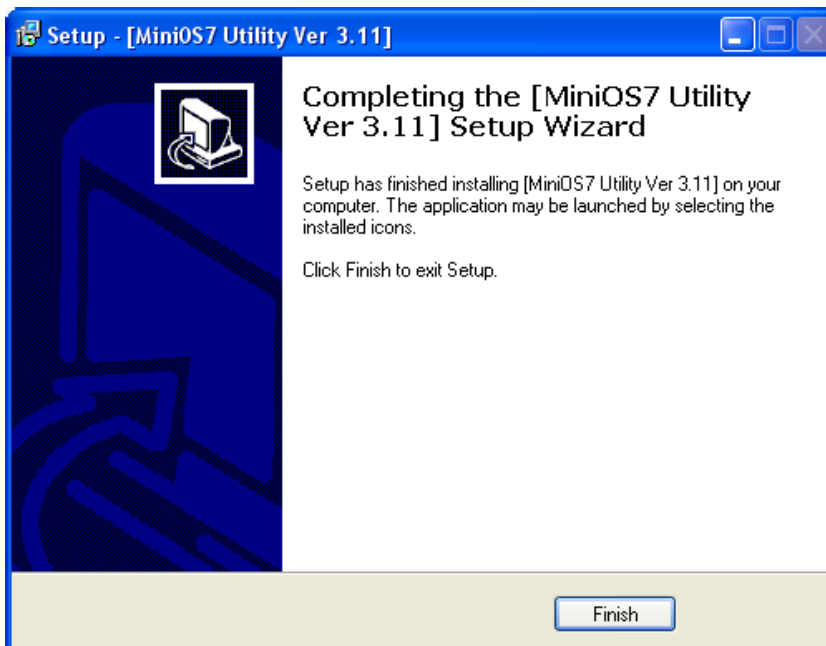 Setup - [MiniOS7 Utility Ver 3.11]
Completing the [MiniOS7 Utility
Ver 3.11] Setup Wizard
Setup has finished installing [MiniOS7 Utility Ver 3.11] on your
computer. The application may be launched by selecting the
installed icons.
Click Finish to exit Setup.
Finish